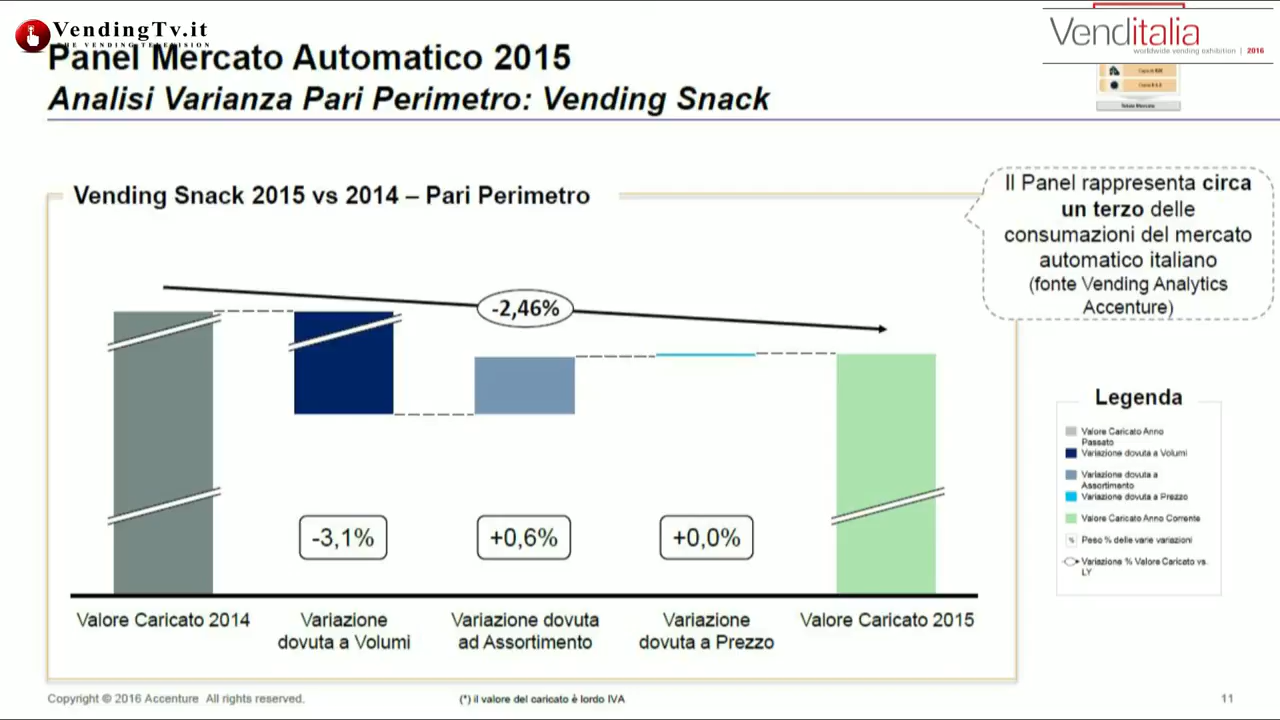 VendingTv.it
THE VENDING TELEVISION
Venditalia
worldwide vending exhibition | 2016
Panel Mercato Automatico 2015
Analisi Varianza Pari Perimetro: Vending Snack
Totale Mercato
Vending Snack 2015 vs 2014 – Pari Perimetro
Il Panel rappresenta circa
un terzo delle
consumazioni del mercato
automatico italiano
(fonte Vending Analytics
Accenture)
-2,46%
-3,1%
+0,6%
+0,0%
Valore Caricato 2014
Variazione
dovuta a Volumi
Variazione dovuta
ad Assortimento
Variazione
dovuta a Prezzo
Valore Caricato 2015
Legenda
Valore Caricato Anno
Passato
Variazione dovuta a Volumi
Variazione dovuta a
Assortimento
Variazione dovuta a Prezzo
Valore Caricato Anno Corrente
% Peso % delle varie variazioni
Variazione % Valore Caricato vs
LY
Copyright © 2016 Accenture All rights reserved.
(*) il valore del caricato è lordo IVA
11